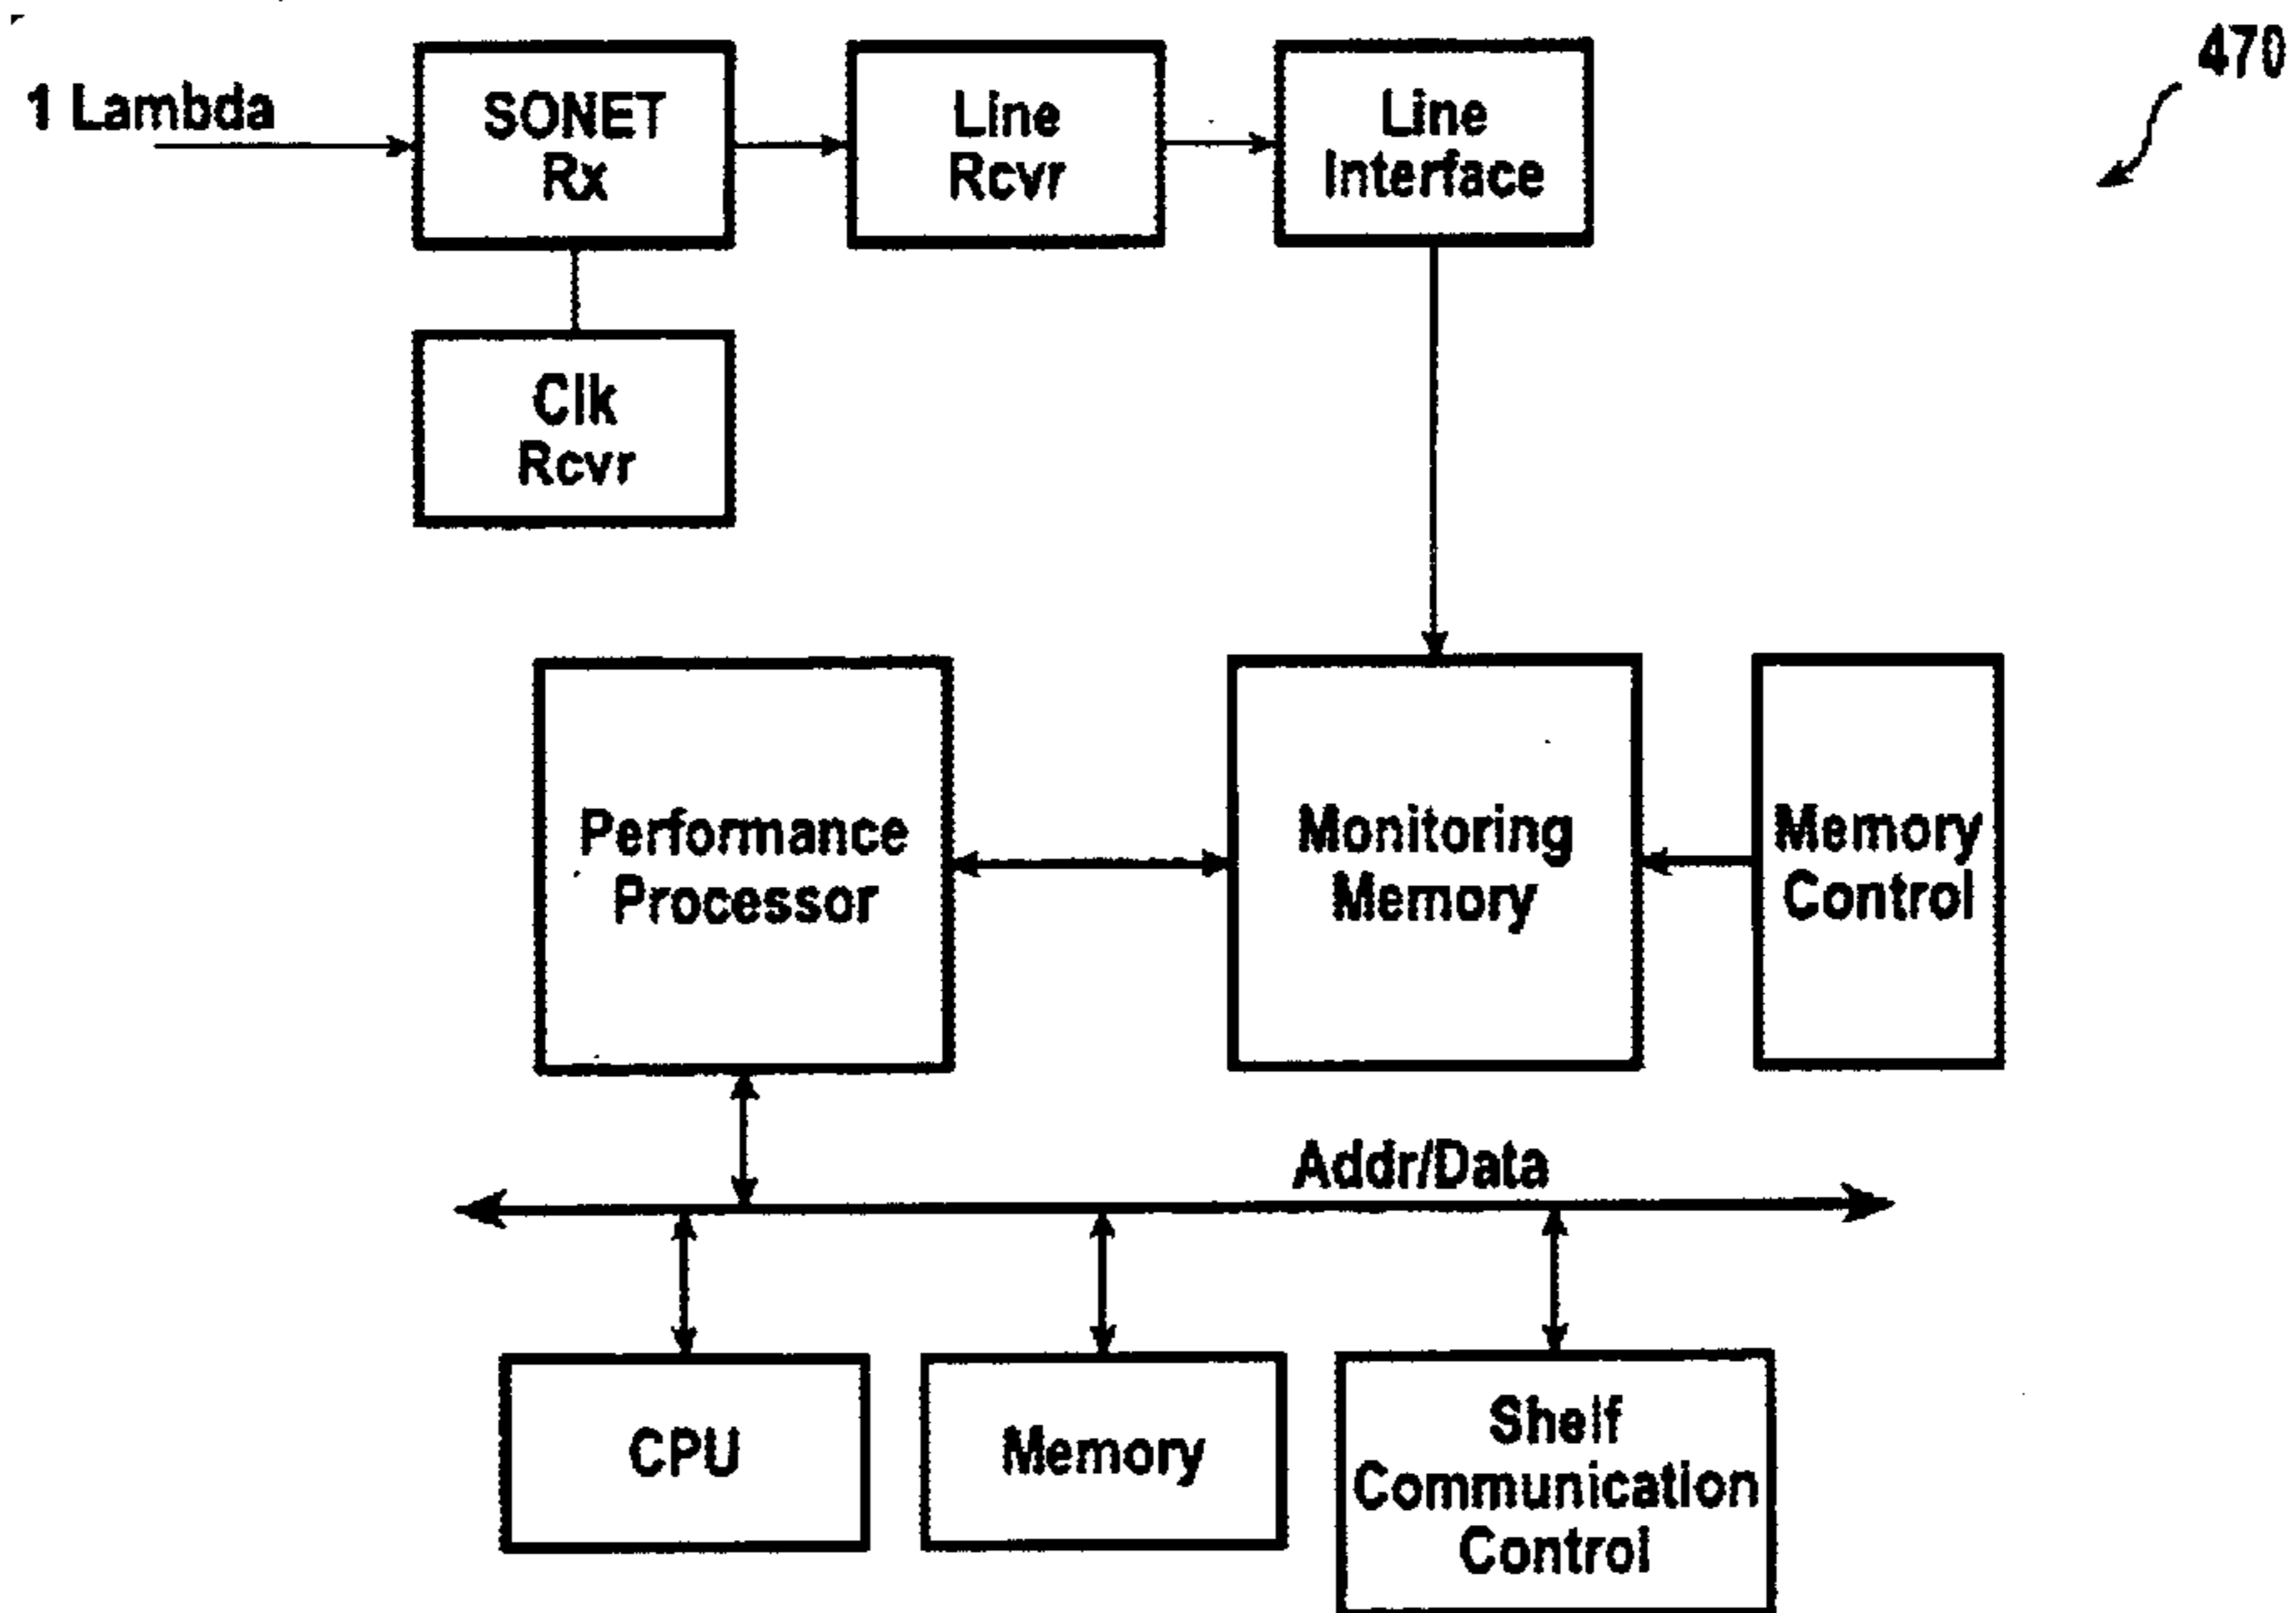 470
1 Lambda
SONET
Rx
Line
Rcvr
Line
Interface
Clk
Rcvr
Performance
Processor
Monitoring
Memory
Memory
Control
Addr/Data
CPU
Memory
Shelf
Communication
Control